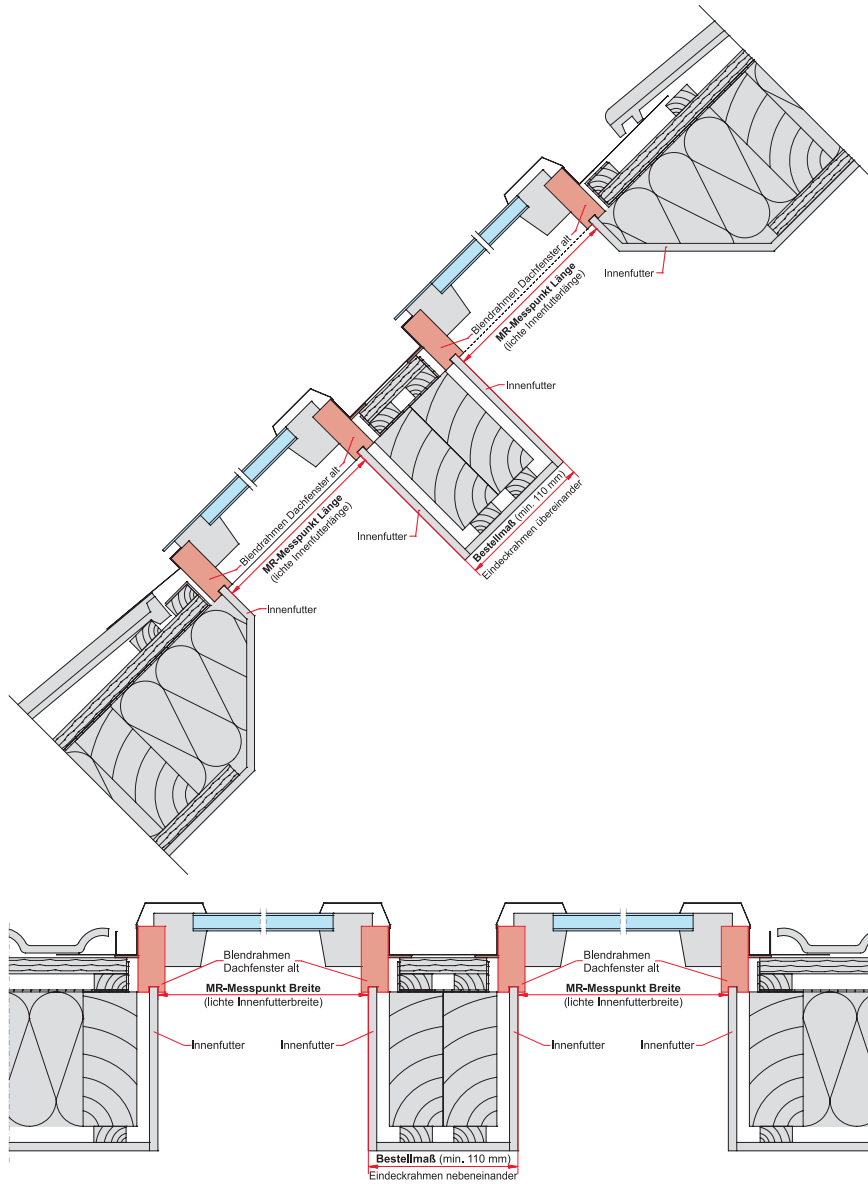 Blendrahmen Dachfenster alt
MR-Messpunkt Länge
(lichte Innenfutterlänge)
Innenfutter
Innenfutter
Blendrahmen Dachfenster alt
MR-Messpunkt Länge
(lichte Innenfutterlänge)
Innenfutter
Bestellmaß (min. 110 mm)
Eindeckrahmen übereinander
Innenfutter
Blendrahmen
Dachfenster alt
MR-Messpunkt Breite
(lichte Innenfutterbreite)
Innenfutter
Innenfutter
Blendrahmen
Dachfenster alt
MR-Messpunkt Breite
(lichte Innenfutterbreite)
Innenfutter
Innenfutter
Bestellmaß (min. 110 mm)
Eindeckrahmen nebeneinander